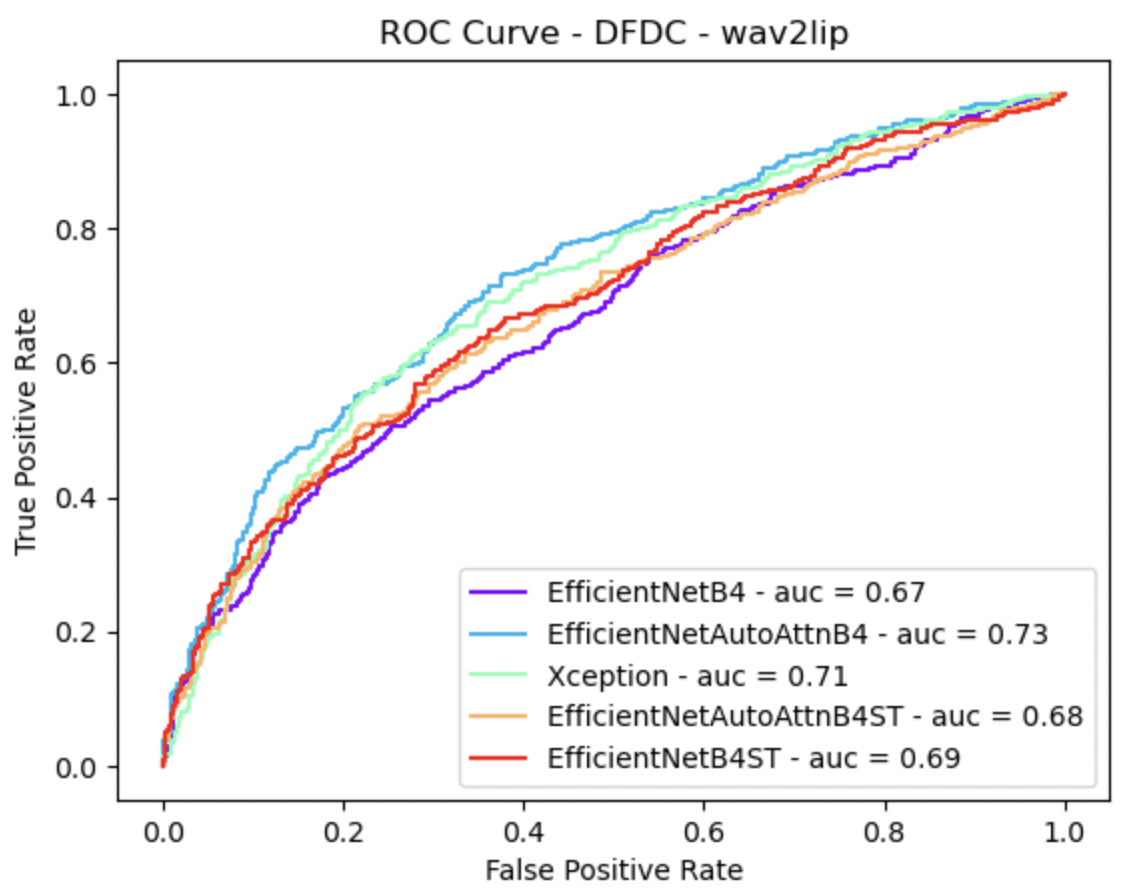 ROC Curve - DFDC - wav2lip
True Positive Rate
1.0
0.8
0.6
0.4
0.2
0.0
EfficientNetB4 - auc = 0.67
EfficientNetAutoAttnB4 - auc = 0.73
Xception - auc = 0.71
EfficientNetAutoAttnB4ST - auc = 0.68
EfficientNetB4ST - auc = 0.69
0.0 0.2 0.4 0.6 0.8 1.0
False Positive Rate